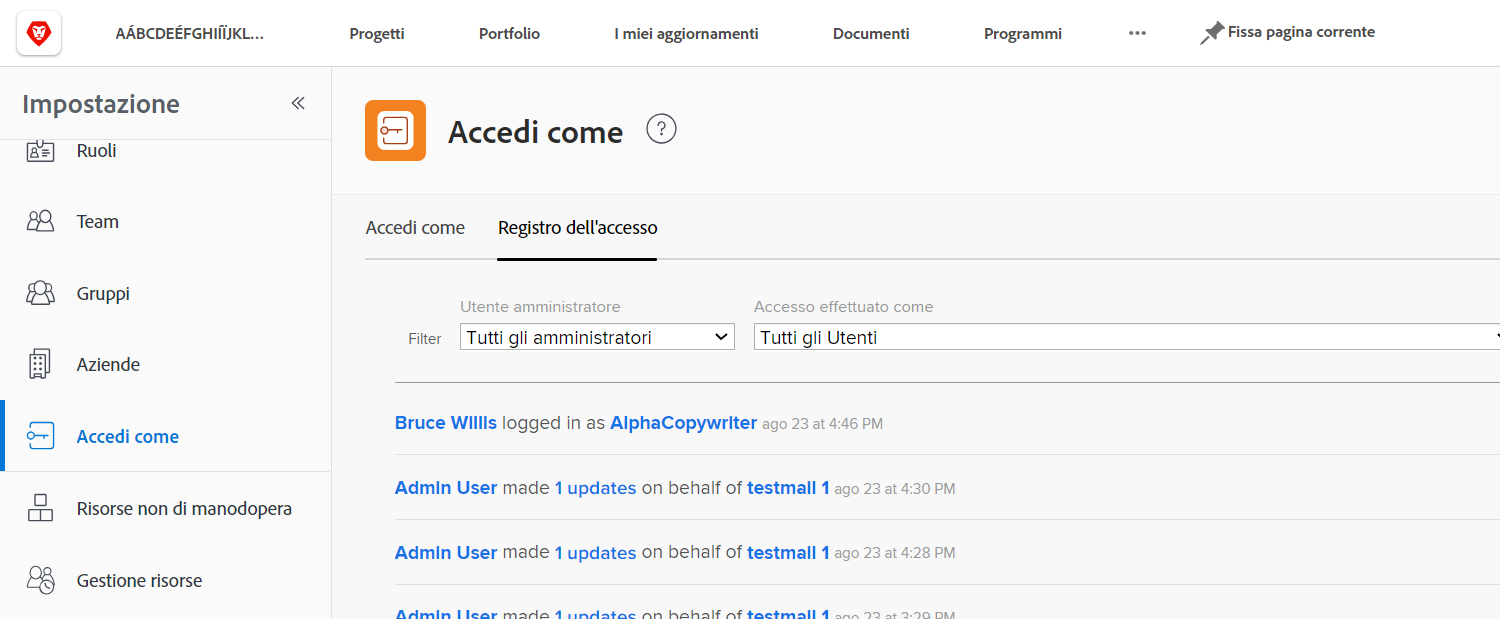 AÁBCDEÉFGHIÍÏJKL...
Progetti
Portfolio
I miei aggiornamenti
Documenti
Programmi
Fissa pagina corrente
Impostazione
Ruoli
Team
Gruppi
Aziende
Accedi come
Risorse non di manodopera
Gestione risorse
Accedi come
?
Accedi come
Registro dell'accesso
Utente amministratore
Accesso effettuato come
Filter
Tutti gli amministratori
Tutti gli Utenti
Bruce Willis logged in as AlphaCopywriter ago 23 at 4:46 PM
Admin User made 1 updates on behalf of testmail 1 ago 23 at 4:30 PM
Admin User made 1 updates on behalf of testmail 1 ago 23 at 4:28 PM
Admin User made 1 updates on behalf of testmail 1 ago 23 at 3:29 PM